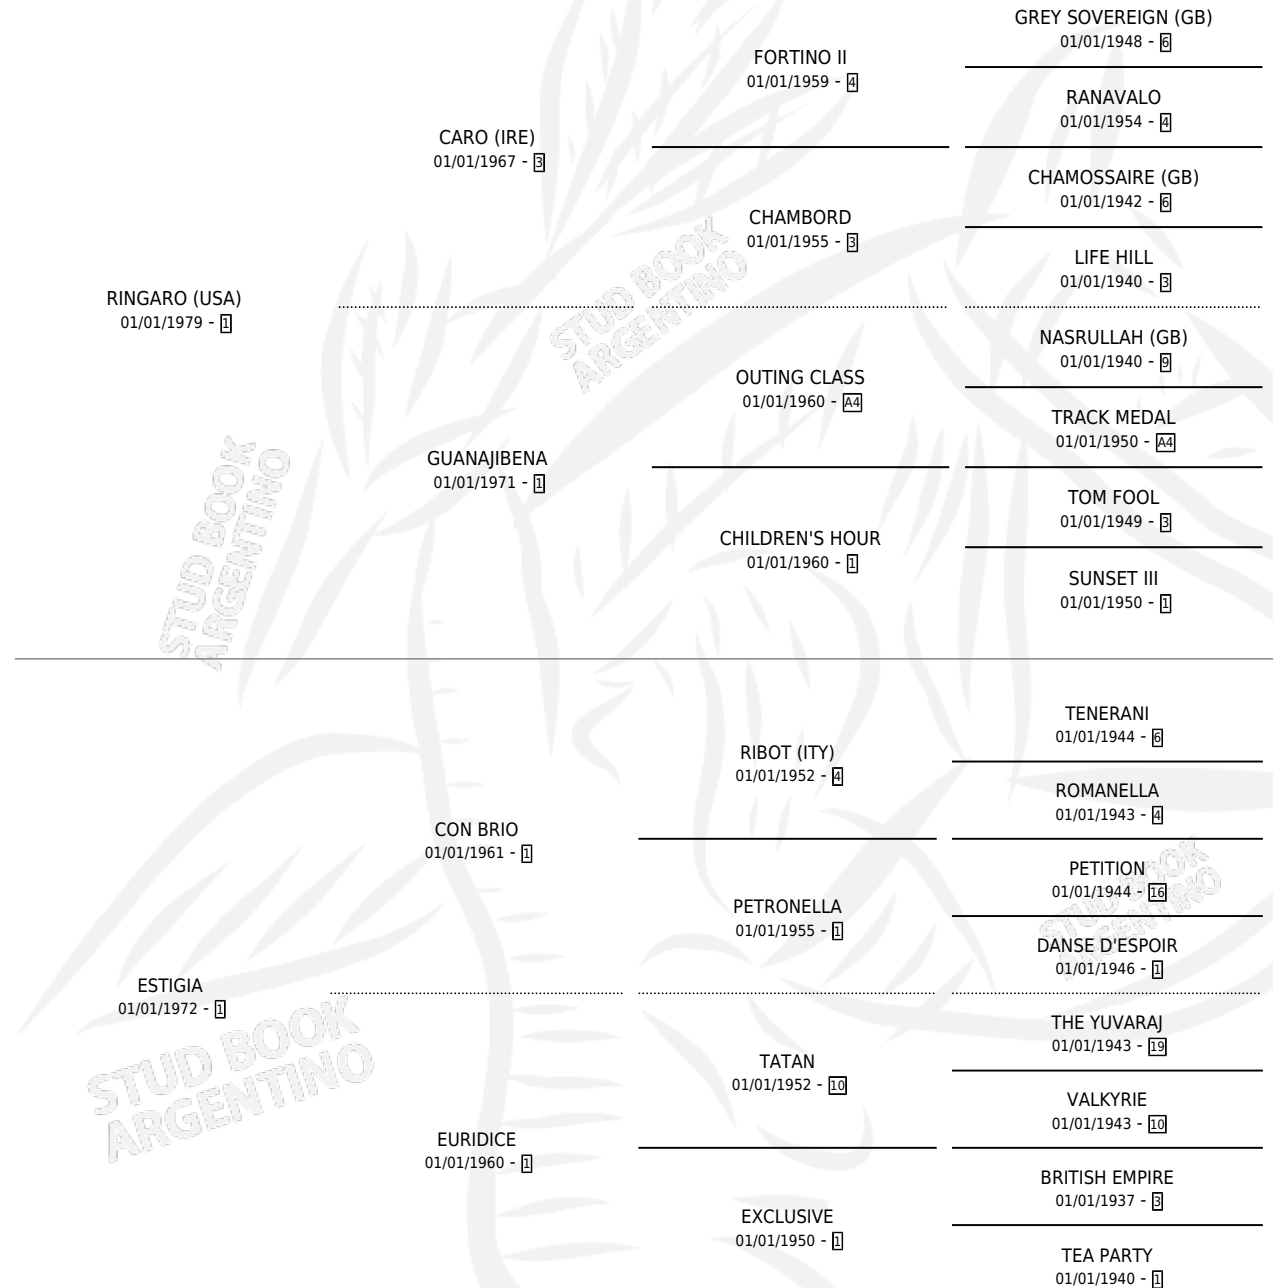 GREY SOVEREIGN (GB)
01/01/1948 - 6
FORTINO II
01/01/1959 - 4
RANAVALO
01/01/1954 - 4
CARO (IRE)
01/01/1967 - 3
CHAMOSSAIRE (GB)
01/01/1942 - 6
CHAMBORD
01/01/1955 - 3
LIFE HILL
01/01/1940 - 3
RINGARO (USA)
01/01/1979 - 1
STUD BOOK
ARGENTINO
NASRULLAH (GB)
01/01/1940 - 9
OUTING CLASS
01/01/1960 - A4
TRACK MEDAL
01/01/1950 - A4
GUANAJIBENA
01/01/1971 - 1
TOM FOOL
01/01/1949 - 3
CHILDREN'S HOUR
01/01/1960 - 1
SUNSET III
01/01/1950 - 1
STUD BOOK
ARGENTINO
TENERANI
01/01/1944 - 6
RIBOT (ITY)
01/01/1952 - 4
ROMANELLA
01/01/1943 - 4
CON BRIO
01/01/1961 - 1
PETITION
01/01/1944 - 16
PETRONELLA
01/01/1955 - 1
STUD BOOK
ARGENTINO
DANSE D'ESPOIR
01/01/1946 - 1
ESTIGIA
01/01/1972 - 1
STUD BOOK
ARGENTINO
THE YUVARAJ
01/01/1943 - 19
TATAN
01/01/1952 - 10
VALKYRIE
01/01/1943 - 10
EURIDICE
01/01/1960 - 1
BRITISH EMPIRE
01/01/1937 - 3
EXCLUSIVE
01/01/1950 - 1
TEA PARTY
01/01/1940 - 1